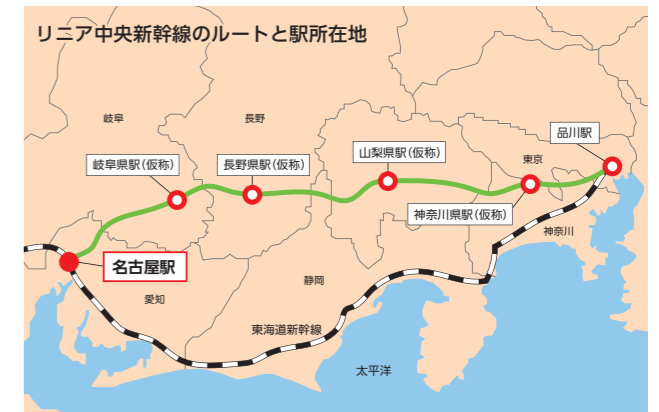 リニア中央新幹線のルートと駅所在地
岐阜
長野
品川駅
山梨県駅(仮称)
東京
岐阜県駅(仮称)
長野県駅(仮称)
神奈川県駅(仮称)
神奈川
名古屋駅
静岡
愛知
東海道新幹線
太平洋